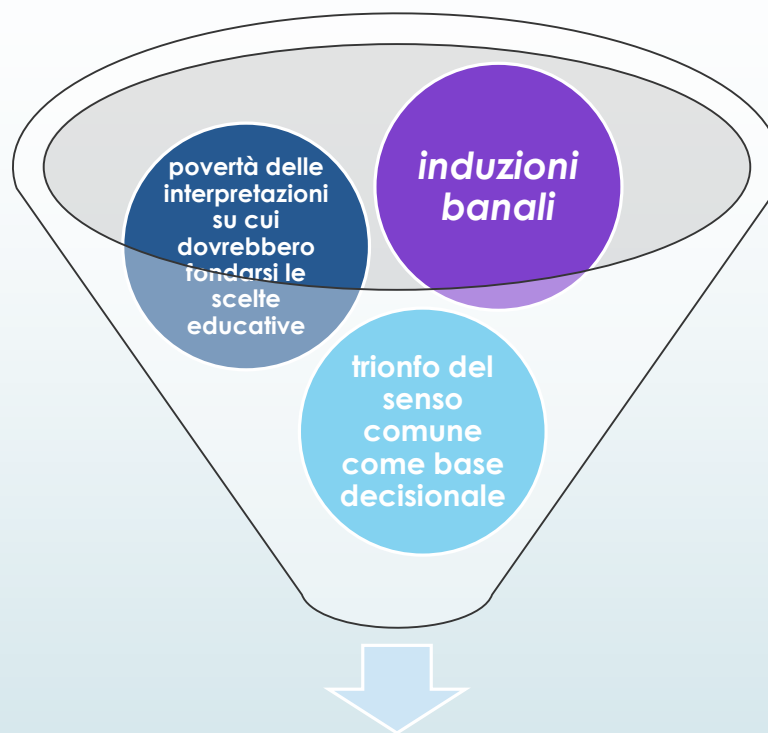 povertà delle
interpretazioni
su cui
dovrebbero
fondarsi le
scelte
educative
induzioni
banali
trionfo del
senso
comune
come base
decisionale